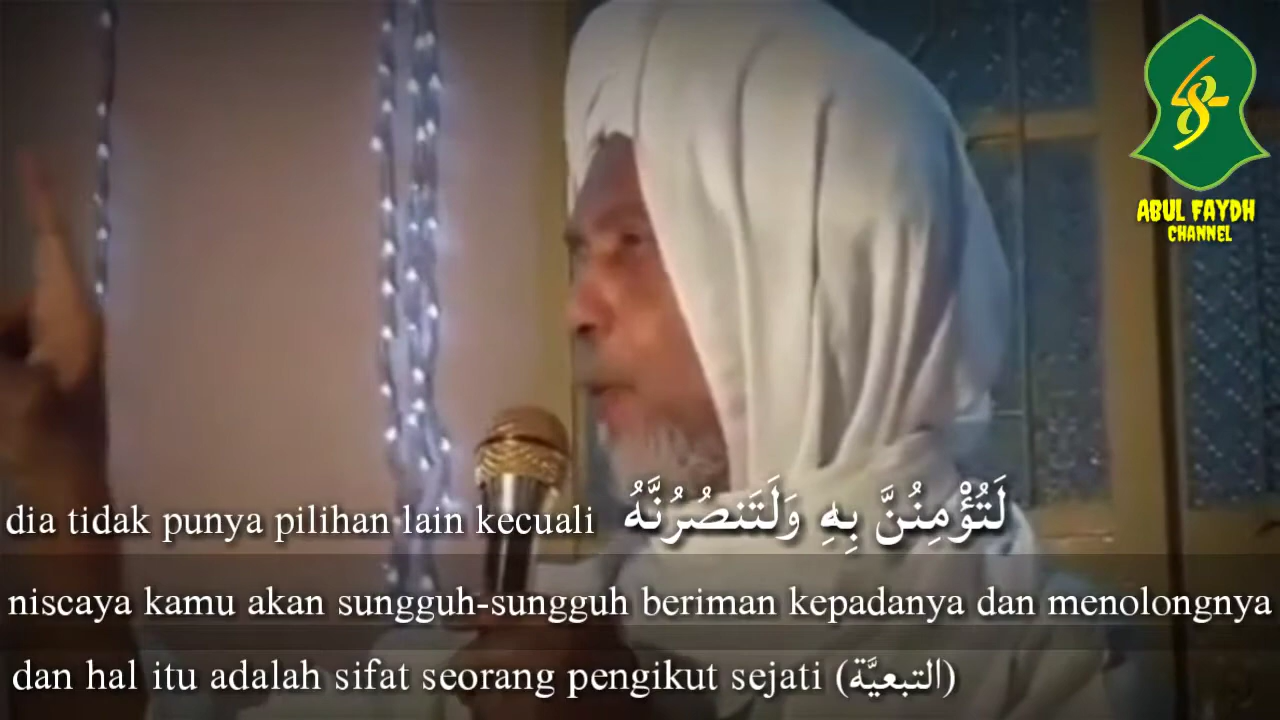 ABUL FAYDH
CHANNEL
dia tidak punya pilihan lain kecuali لَتُؤْمِنُنَّ بِهِ وَلَتَنصُرُنَّهُ
niscaya kamu akan sungguh-sungguh beriman kepadanya dan menolongnya
dan hal itu adalah sifat seorang pengikut sejati (التبعيَّة)